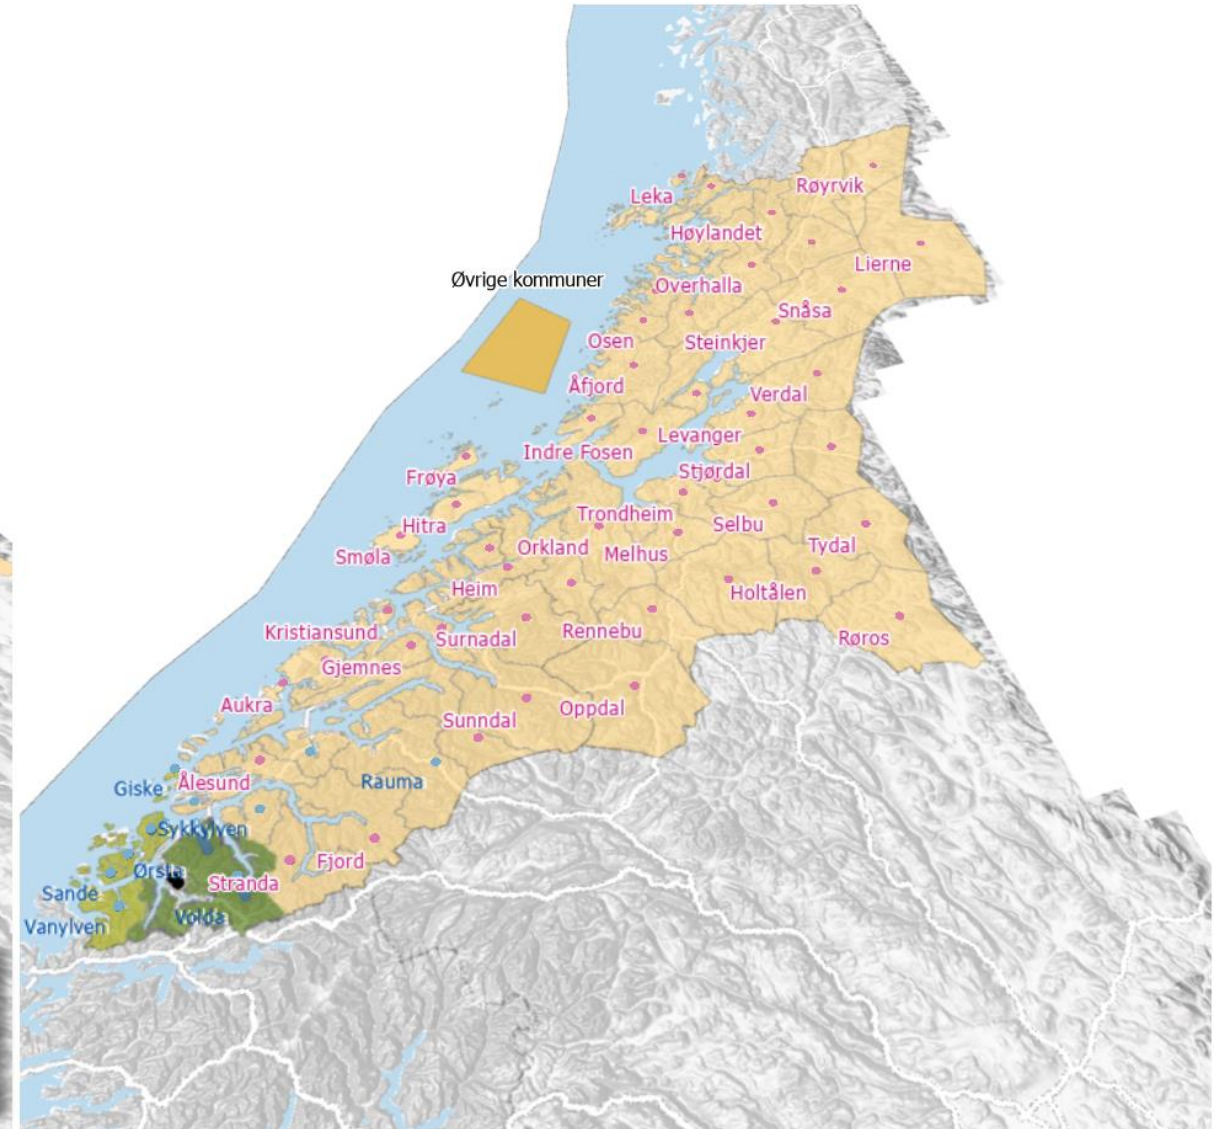 Røyrvik
Leka
Høylandet
Lierne
Øvrige kommuner
Overhalla
Snåsa
Osen
Steinkjer
Åfjord
Verdal
Levanger
Indre Fosen
Stjørdal
Frøya
Trondheim
Selbu
Hitra
Orkland
Tydal
Smøla
Melhus
Heim
Holtålen
Kristiansund
Surnadal
Rennebu
Røros
Gjemnes
Aukra
Oppdal
Sunndal
Rauma
Ålesund
Giske
Sykkylven
Fjord
Ørsta
Stranda
Sande
Volda
Vanylven